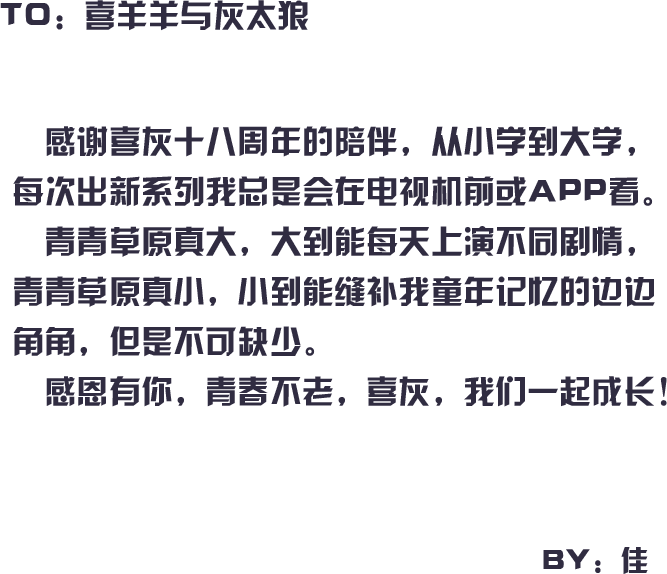 TO：喜羊羊与灰太狼
感谢喜灰十八周年的陪伴，从小学到大学，
每次出新系列我总是会在电视机前或APP看。
青青草原真大，大到能每天上演不同剧情，
青青草原真小，小到能缝补我童年记忆的边边
角角，但是不可缺少。
感恩有你，青春不老，喜灰，我们一起成长！
BY：佳